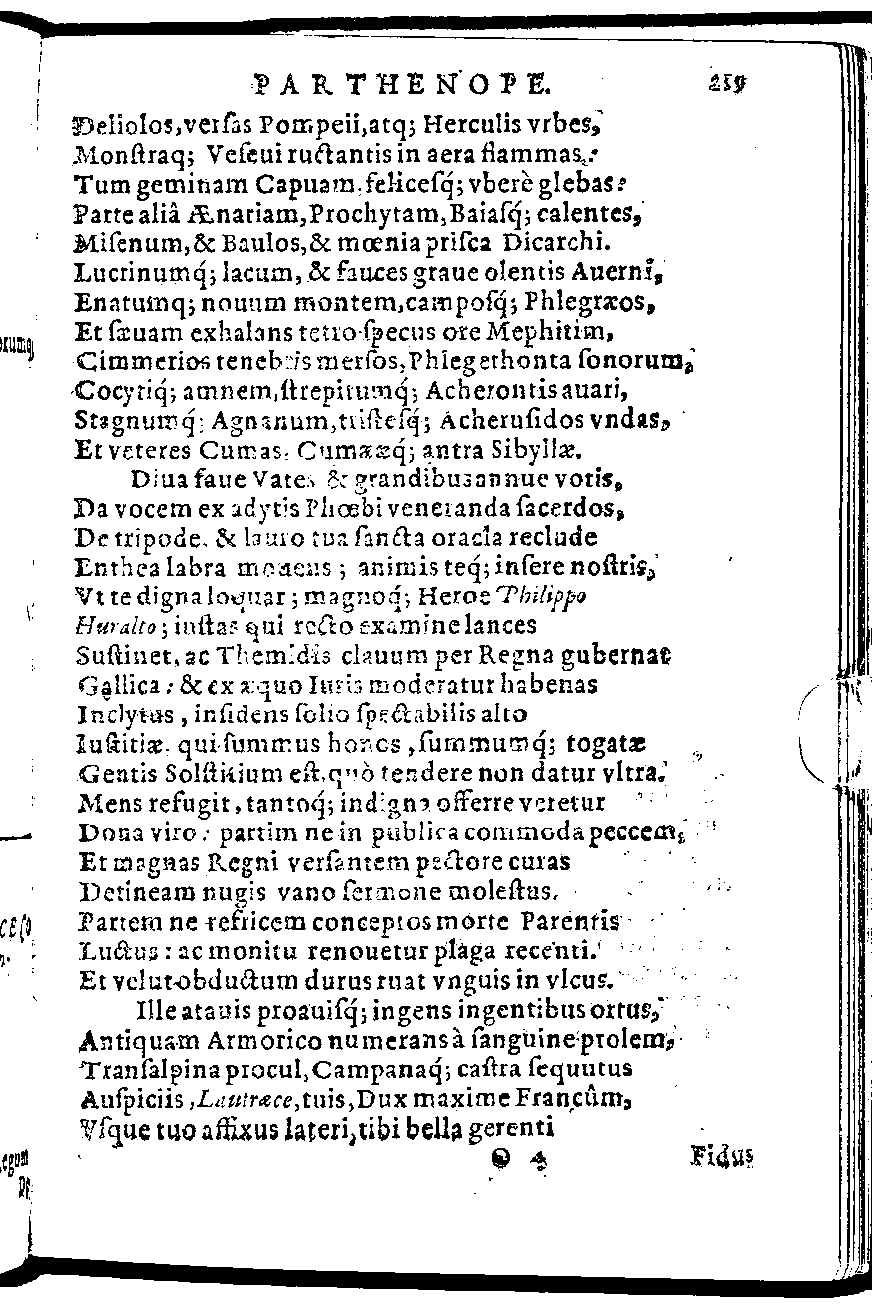 PARTHENOPE. 259
Deliolos, verſas Pompeii, atq; Herculis vrbes,
Monſtraq; Veſeui ructantis in aera flammas.
Tum geminam Capuam, feliceſq́; vberè glebas:
Parte aliâ Ænariam, Prochytam, Baiaſq́; calentes,
Miſenum, & Baulos, & mœnia priſca Dicarchi.
Lucrinumq́; lacum, & fauces graue olentis Auerni,
Enatumq; nouum montem, campoſq́; Phlegræos,
Et ſæuam exhalans tetro ſpecus ore Mephitim,
Cimmerios tenebris merſos, Phlegethonta ſonorum,
Cocytiq́; amnem, ſtrepitumq́; Acherontis auari,
Stagnumq́; Agnanum, triſteſq́; Acheruſidos vndas,
Et veteres Cumas, Cumææq́; antra Sibyllæ.
Diua faue Vates & grandibus annue votis,
Da vocem ex adytis Phœbi veneranda ſacerdos,
De tripode, & lauro tua ſancta oracla reclude
Enthea labra mouens ; animis teq́; inſere noſtris,
Vt te digna loquar ; magnoq́; Heroe Philippo
Huralto ; iuſtas qui recto examine lances
Suſtinet, ac Themidis clauum per Regna gubernat
Gallica : & ex æquo Iuris moderatur habenas
Inclytus , inſidens ſolio ſpectabilis alto
Iuſtitiæ, qui ſummus honos , ſummumq́; togatæ
Gentis Solſtitium eſt, quò tendere non datur vltra.
Mens refugit, tantoq́; indigna offerre veretur
Dona viro : partim ne in publica commoda peccem,
Et magnas Regni verſantem pectore curas
Detineam nugis vano ſermone moleſtus.
Partem ne refricem conceptos morte Parentis
Luctus : ac monitu renouetur plaga recenti.
Et velut obductum durus ruat vnguis in vlcus.
Ille atauis proauiſq́; ingens ingentibus ortus,
Antiquam Armorico numerans à ſanguine prolem,
Tranſalpina procul, Campanaq́; caſtra ſequutus
Auſpiciis, Lautræce, tuis, Dux maxime Francûm,
Vſque tuo affixus lateri, tibi bella gerenti
4 Fidus